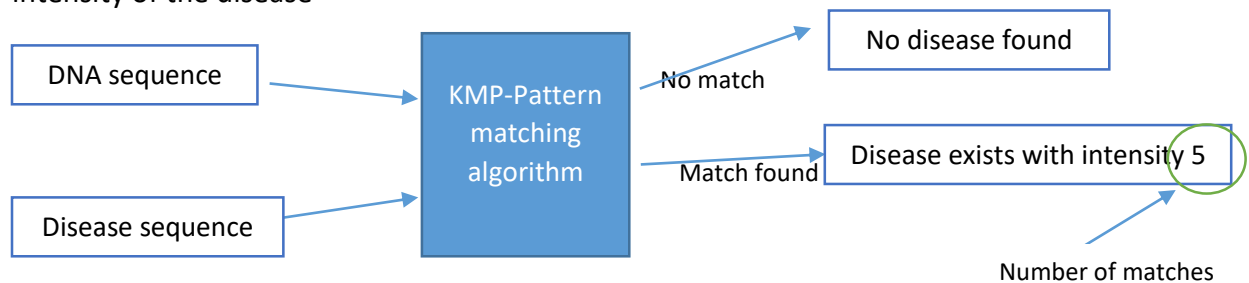 intensity of the disease
No disease found
DNA sequence
No match
KMP-Pattern
matching
algorithm
Disease exists with intensity 5
Match found
Disease sequence
Number of matches